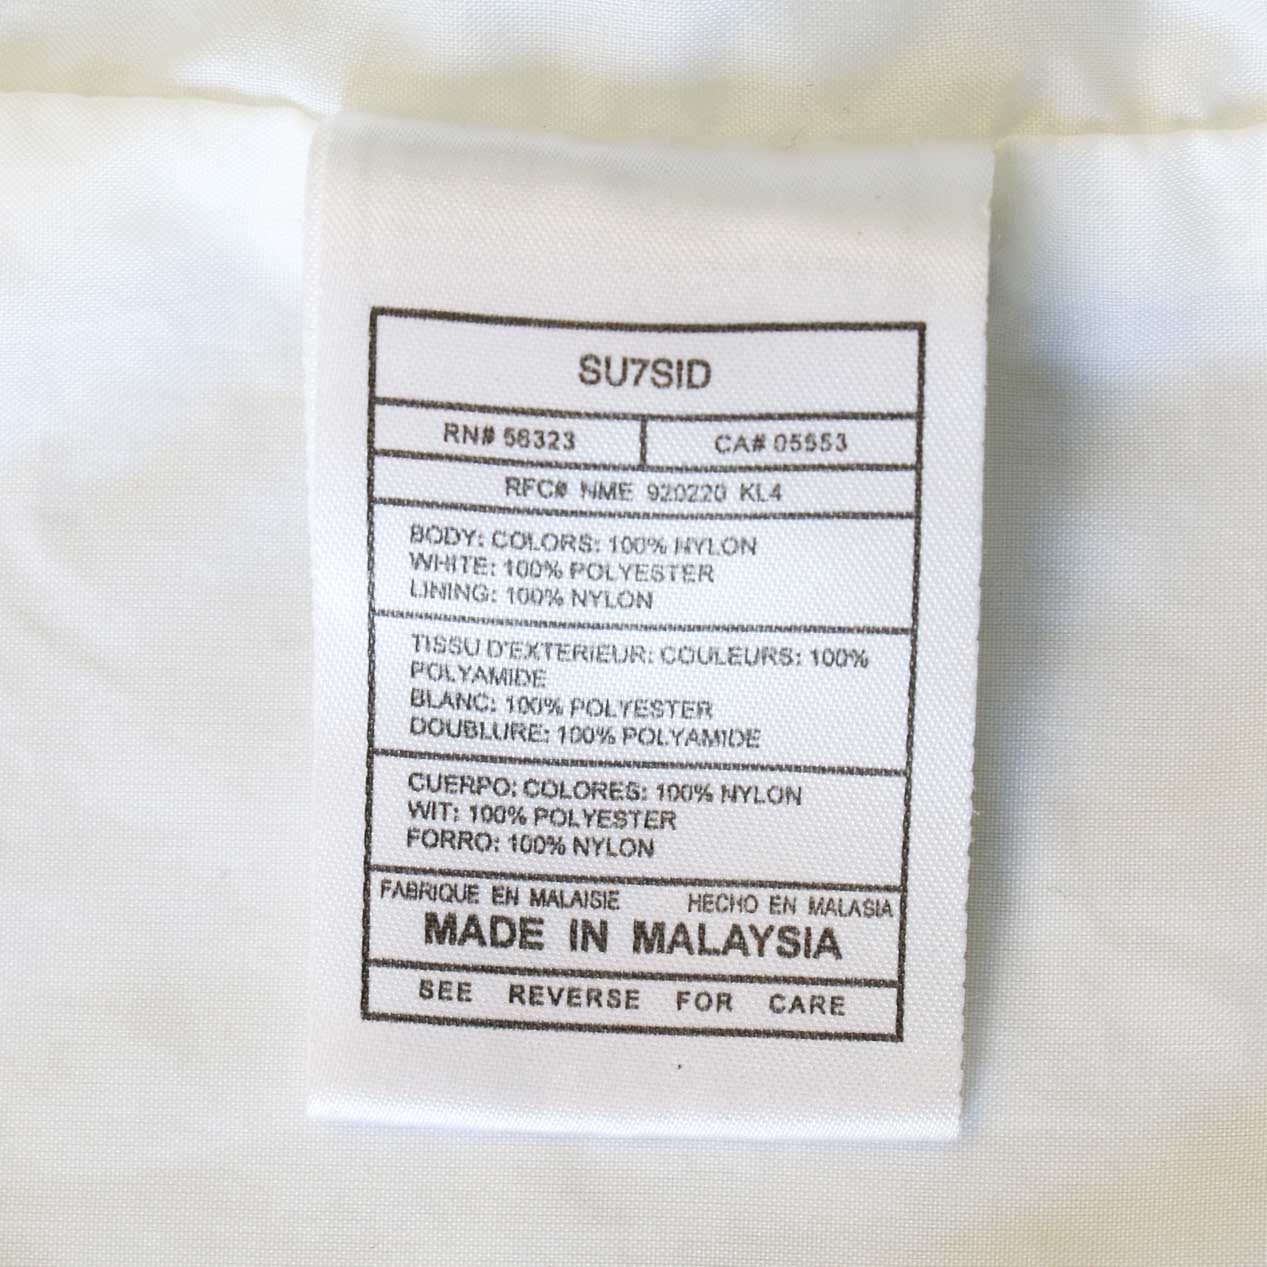 SU7SID
RN# 56323 CA# 05553
RFC# NME 920220 KL4
BODY: COLORS: 100% NYLON
WHITE: 100% POLYESTER
LINING: 100% NYLON
TISSU D'EXTERIEUR: COULEURS: 100%
POLYAMIDE
BLANC: 100% POLYESTER
DOUBLURE: 100% POLYAMIDE
CUERPO: COLORES: 100% NYLON
WIT: 100% POLYESTER
FORRO: 100% NYLON
FABRIQUE EN MALAISIE HECHO EN MALASIA
MADE IN MALAYSIA
SEE REVERSE FOR CARE